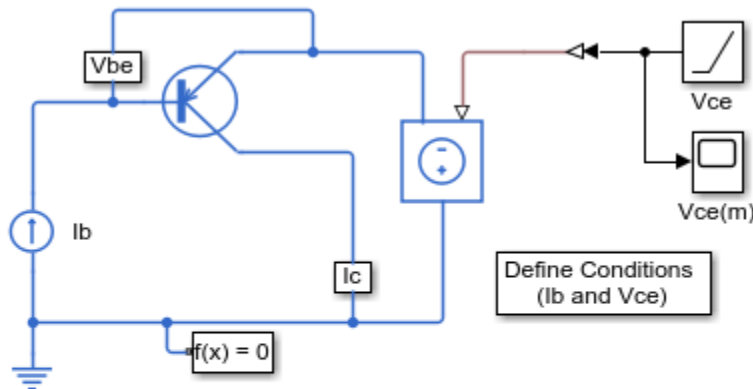 Vbe
Vce
Vce(m)
Ib
Ic
Define Conditions
(Ib and Vce)
f(x) = 0